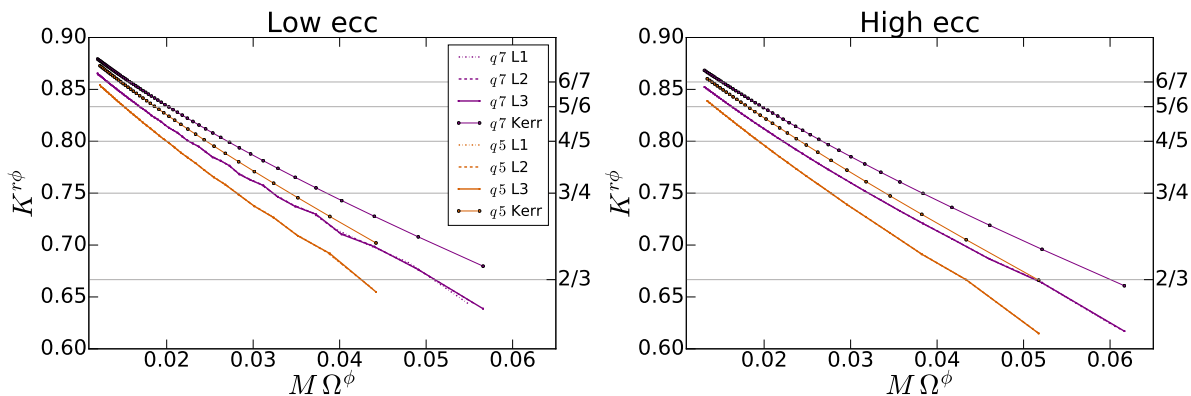 Low ecc
0.90
0.85
0.80
0.75
0.70
0.65
0.60
K^{rϕ}
0.02
0.03
0.04
0.05
0.06
M Ω^ϕ
6/7
5/6
4/5
3/4
2/3
q7 L1
q7 L2
q7 L3
q7 Kerr
q5 L1
q5 L2
q5 L3
q5 Kerr
High ecc
0.90
0.85
0.80
0.75
0.70
0.65
0.60
K^{rϕ}
0.02
0.03
0.04
0.05
0.06
M Ω^ϕ
6/7
5/6
4/5
3/4
2/3